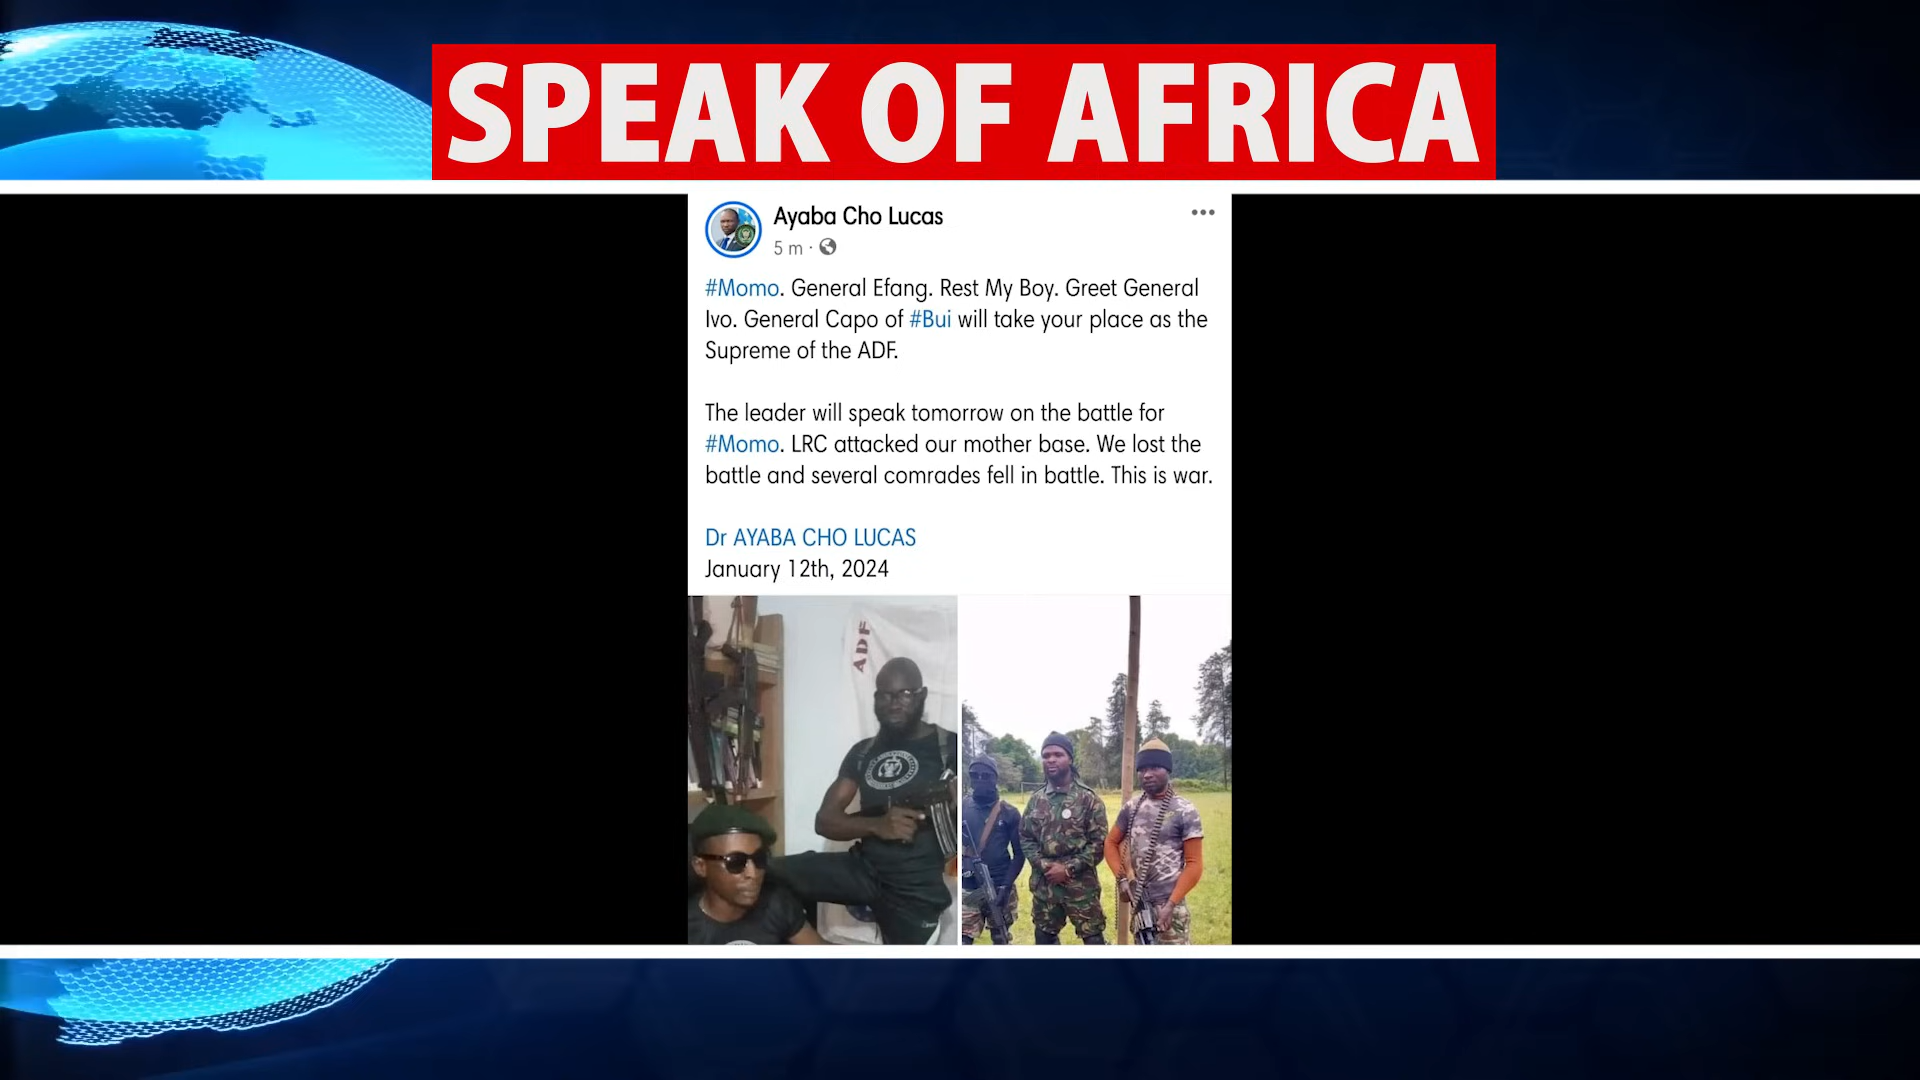 SPEAK OF AFRICA
Ayaba Cho Lucas
5 m ·
#Momo. General Efang. Rest My Boy. Greet General
Ivo. General Capo of #Bui will take your place as the
Supreme of the ADF.
The leader will speak tomorrow on the battle for
#Momo. LRC attacked our mother base. We lost the
battle and several comrades fell in battle. This is war.
Dr AYABA CHO LUCAS
January 12th, 2024
ADF